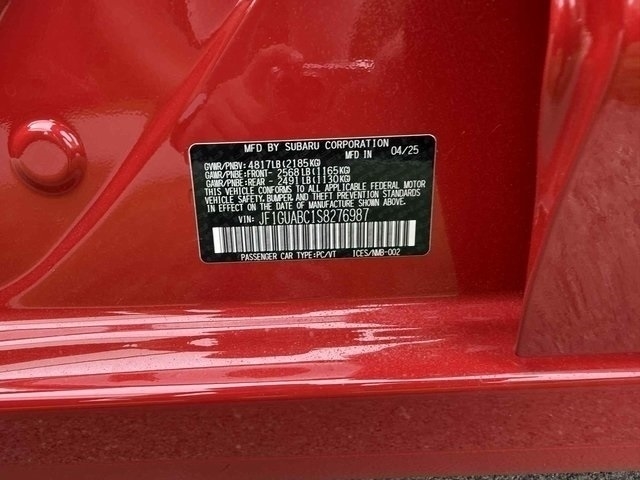 MFD BY SUBARU CORPORATION
MFD IN 04/25
GVWR/PNBV: 4817LB(2185KG)
GAWR/PNBE:FRONT- 2568LB(1165KG)
GAWR/PNBE:REAR - 2491LB(1130KG)
THIS VEHICLE CONFORMS TO ALL APPLICABLE FEDERAL MOTOR
VEHICLE SAFETY, BUMPER, AND THEFT PREVENTION STANDARDS
IN EFFECT ON THE DATE OF MANUFACTURE SHOWN ABOVE.
VIN: JF1GUABC1S8276987
PASSENGER CAR TYPE:PC/VT ICES/NMB-002